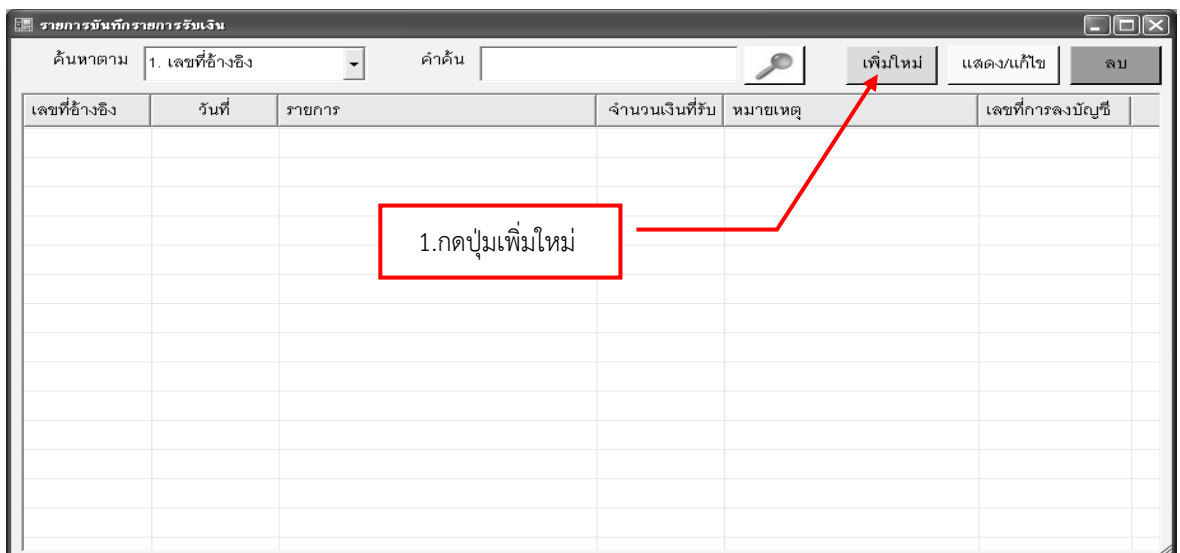 รายการบันทึกรายการรับเงิน
ค้นหาตาม 1. เลขที่อ้างอิง คำค้น เพิ่มใหม่ แสดง/แก้ไข ลบ
เลขที่อ้างอิง วันที่ รายการ จำนวนเงินที่รับ หมายเหตุ เลขที่การลงบัญชี
1.กดปุ่มเพิ่มใหม่